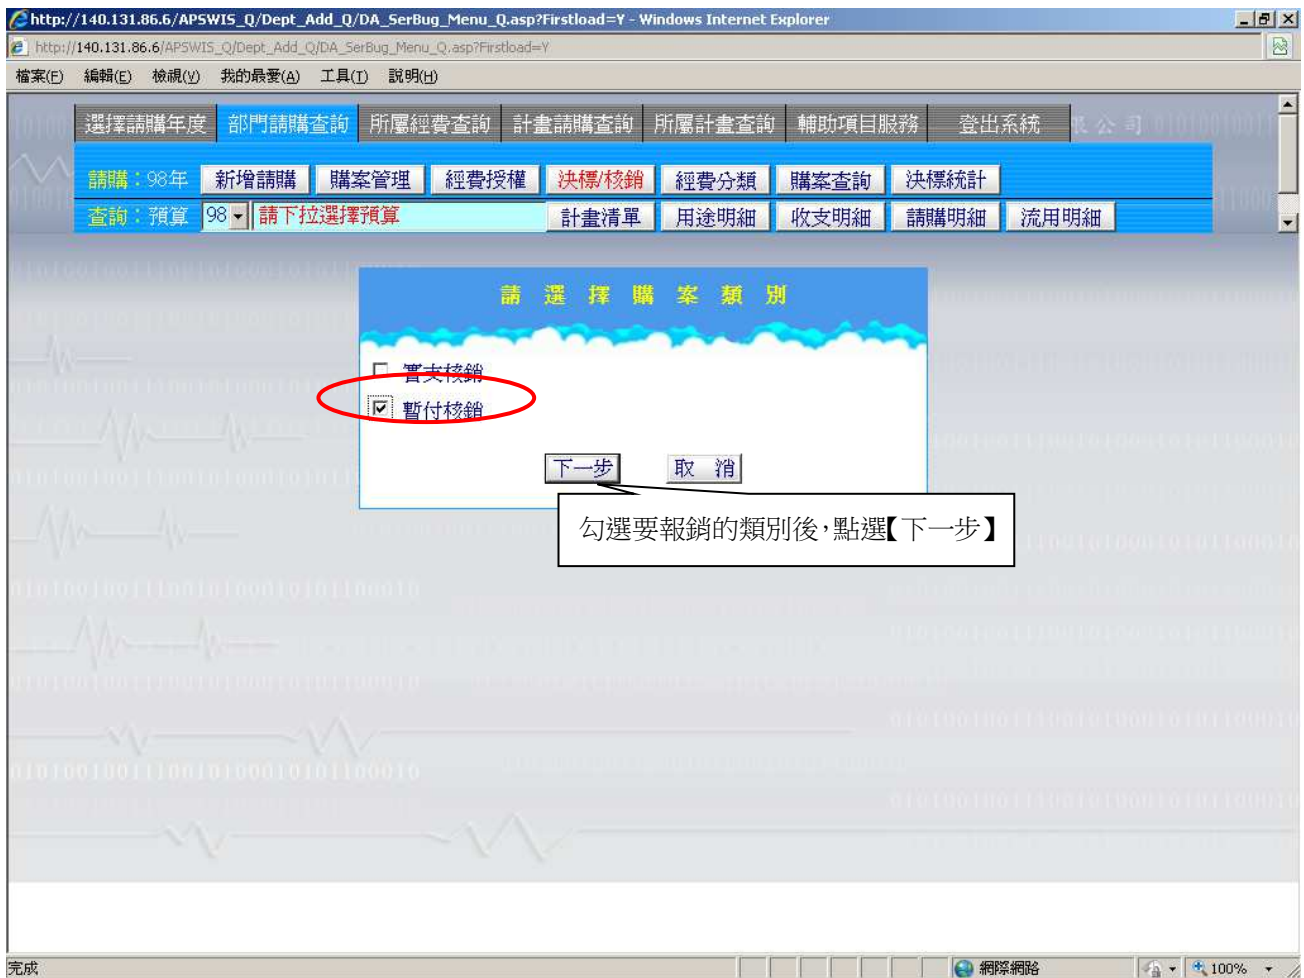 http://140.131.86.6/APSWIS_Q/Dept_Add_Q/DA_SerBug_Menu_Q.asp?Firstload=Y - Windows Internet Explorer
http://140.131.86.6/APSWIS_Q/Dept_Add_Q/DA_SerBug_Menu_Q.asp?Firstload=Y
檔案(F) 編輯(E) 檢視(V) 我的最愛(A) 工具(T) 說明(H)
選擇請購年度 部門請購查詢 所屬經費查詢 計畫請購查詢 所屬計畫查詢 輔助項目服務 登出系統 公司
請購：98年 新增請購 購案管理 經費授權 決標/核銷 經費分類 購案查詢 決標統計
查詢：預算 98 請下拉選擇預算 計畫清單 用途明細 收支明細 請購明細 流用明細
請選擇購案類別
實支核銷
暫付核銷
下一步 取消
勾選要報銷的類別後，點選【下一步】
完成 網際網路 100%